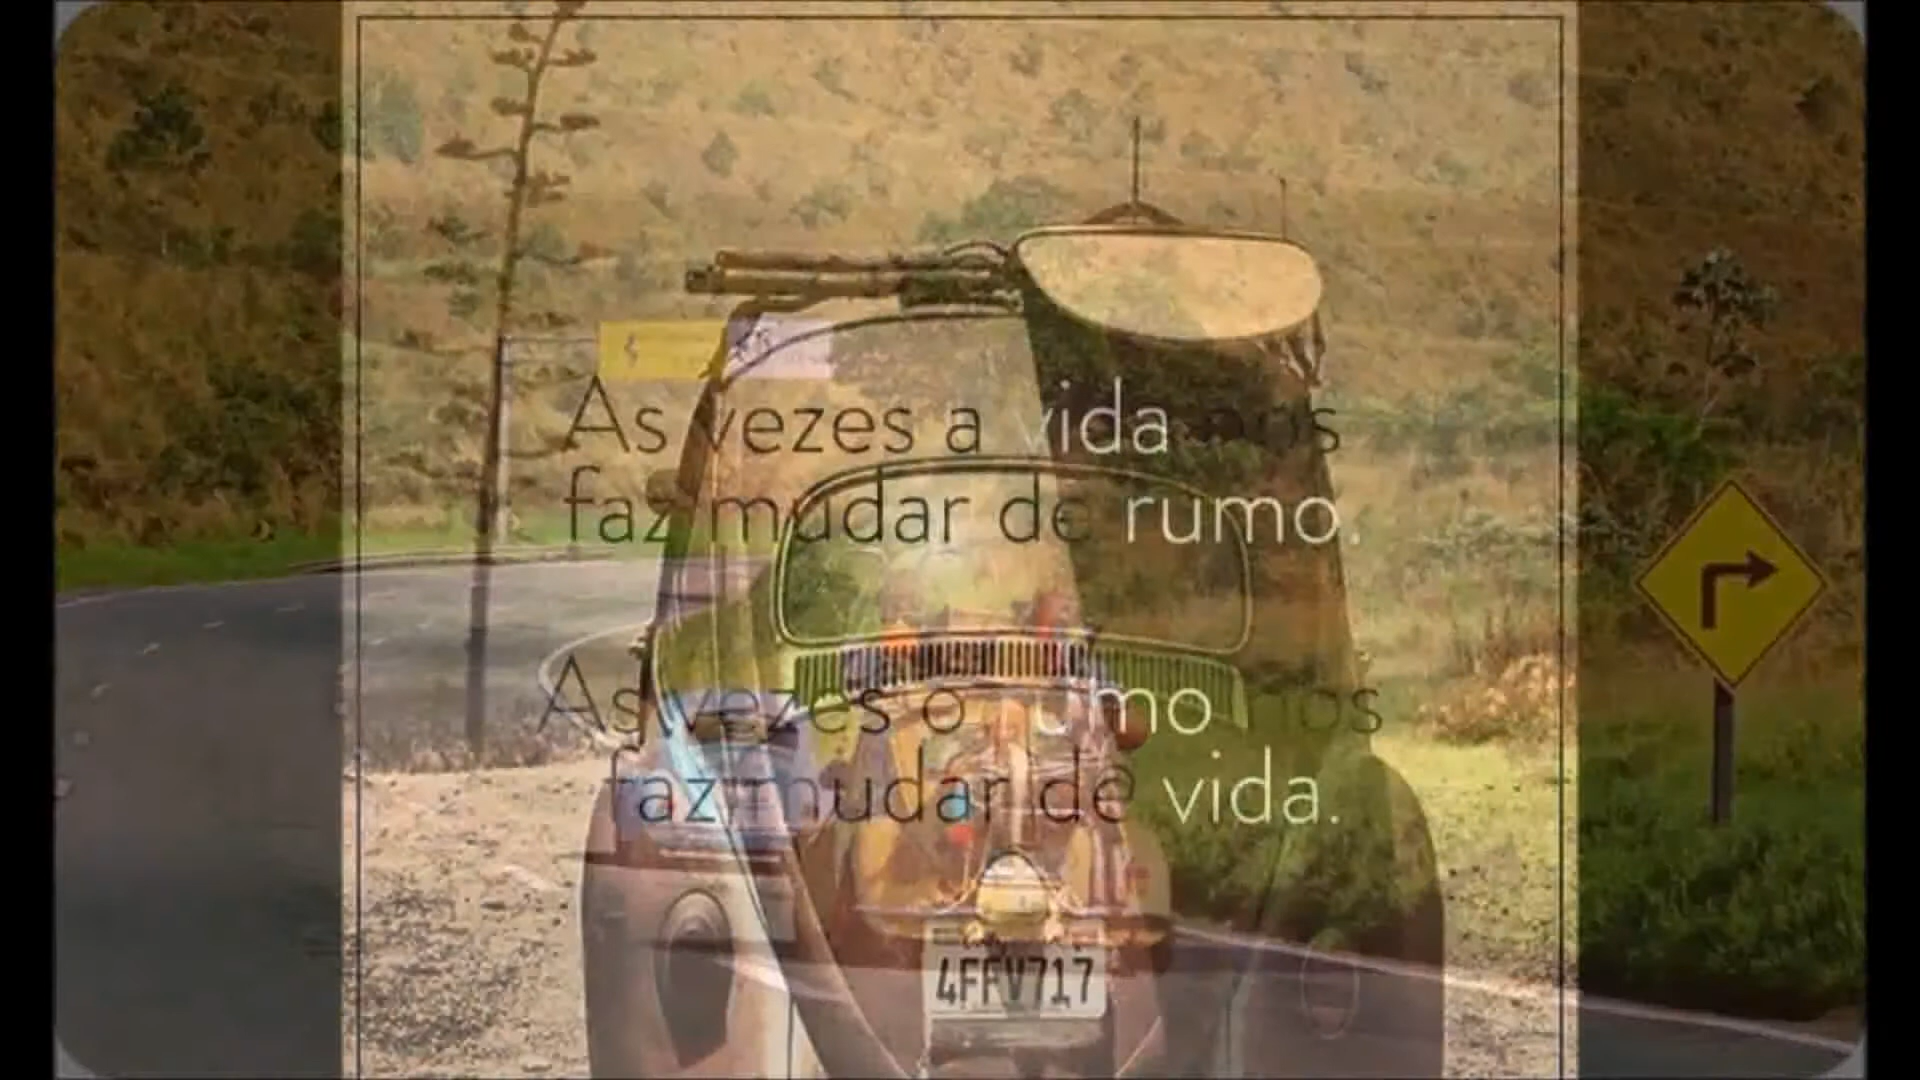 As vezes a vida nos
faz mudar de rumo.
As vezes o rumo nos
faz mudar de vida.
4FFV717